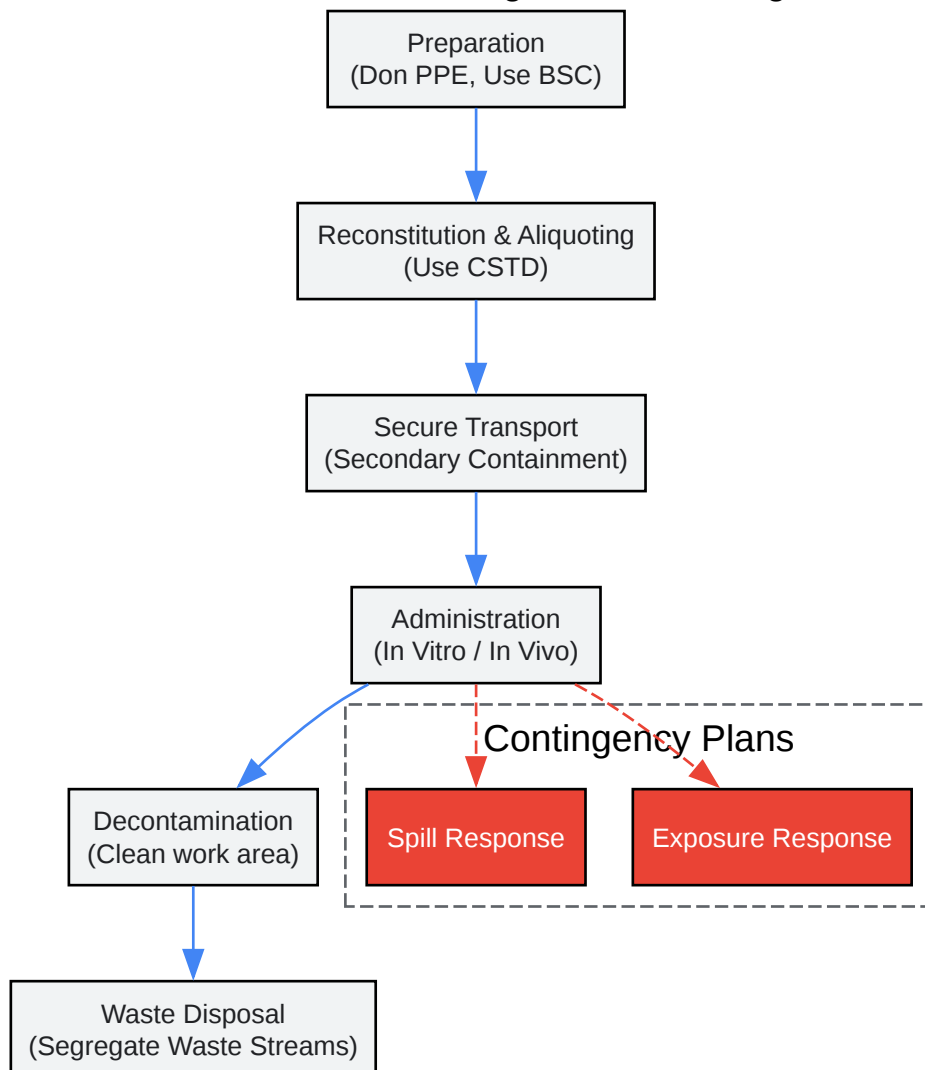 Preparation
(Don PPE, Use BSC)
Reconstitution & Aliquoting
(Use CSTD)
Secure Transport
(Secondary Containment)
Administration
(In Vitro / In Vivo)
Contingency Plans
Decontamination
(Clean work area)
Spill Response
Exposure Response
Waste Disposal
(Segregate Waste Streams)